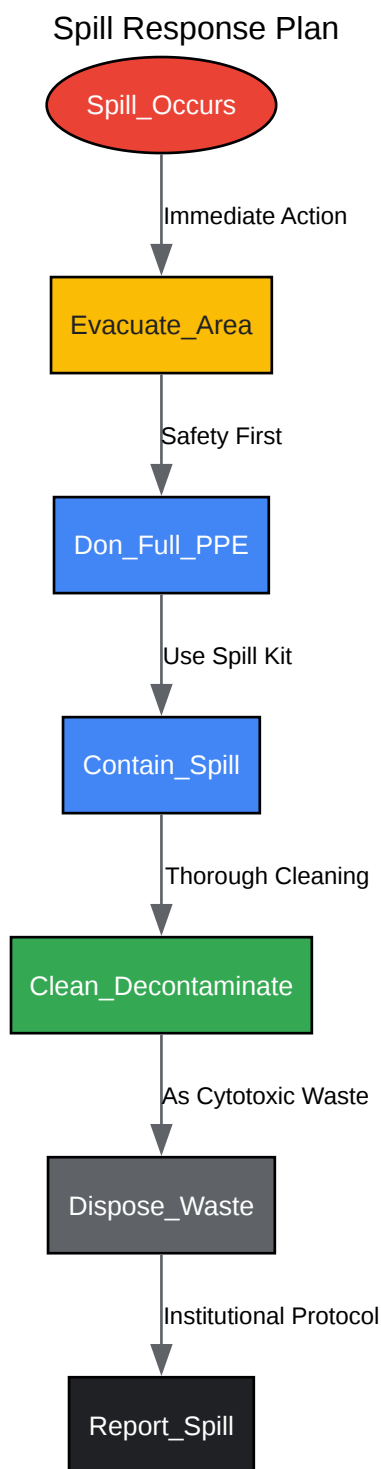 Spill Response Plan
Spill_Occurs
Immediate Action
Evacuate_Area
Safety First
Don_Full_PPE
Use Spill Kit
Contain_Spill
Thorough Cleaning
Clean_Decontaminate
As Cytotoxic Waste
Dispose_Waste
Institutional Protocol
Report_Spill